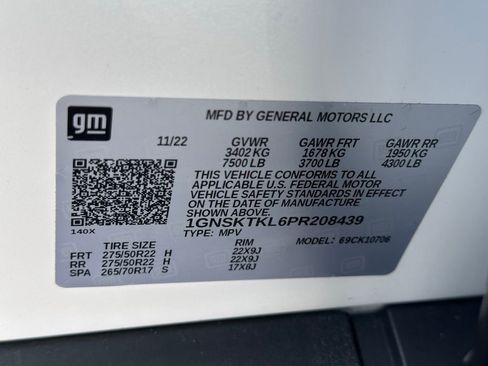 gm
MFD BY GENERAL MOTORS LLC
11/22 GVWR GAWR FRT GAWR RR
3402 KG 1678 KG 1950 KG
7500 LB 3700 LB 4300 LB
THIS VEHICLE CONFORMS TO ALL
APPLICABLE U.S. FEDERAL MOTOR
VEHICLE SAFETY STANDARDS IN EFFECT
ON THE DATE OF MANUFACTURE
SHOWN ABOVE.
1GNSKTKL6PR208439
140X TYPE: MPV MODEL: 69CK10706
TIRE SIZE RIM
FRT 275/50R22 H 22X9J
RR 275/50R22 H 22X9J
SPA 265/70R17 S 17X8J